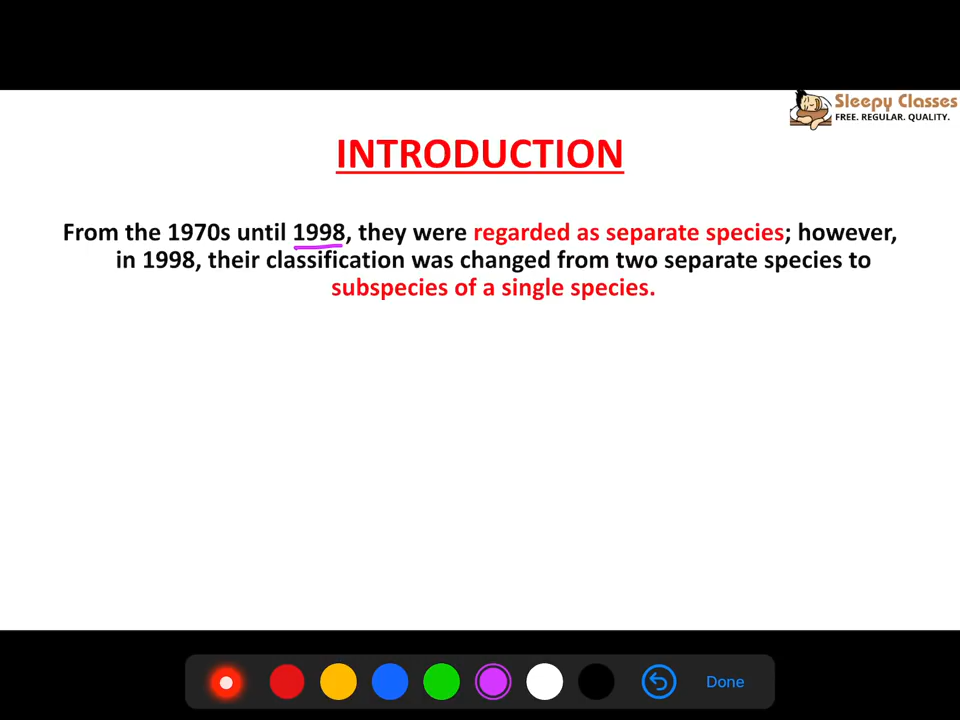 Sleepy Classes
FREE. REGULAR. QUALITY.
INTRODUCTION
From the 1970s until 1998, they were regarded as separate species; however,
in 1998, their classification was changed from two separate species to
subspecies of a single species.
Done